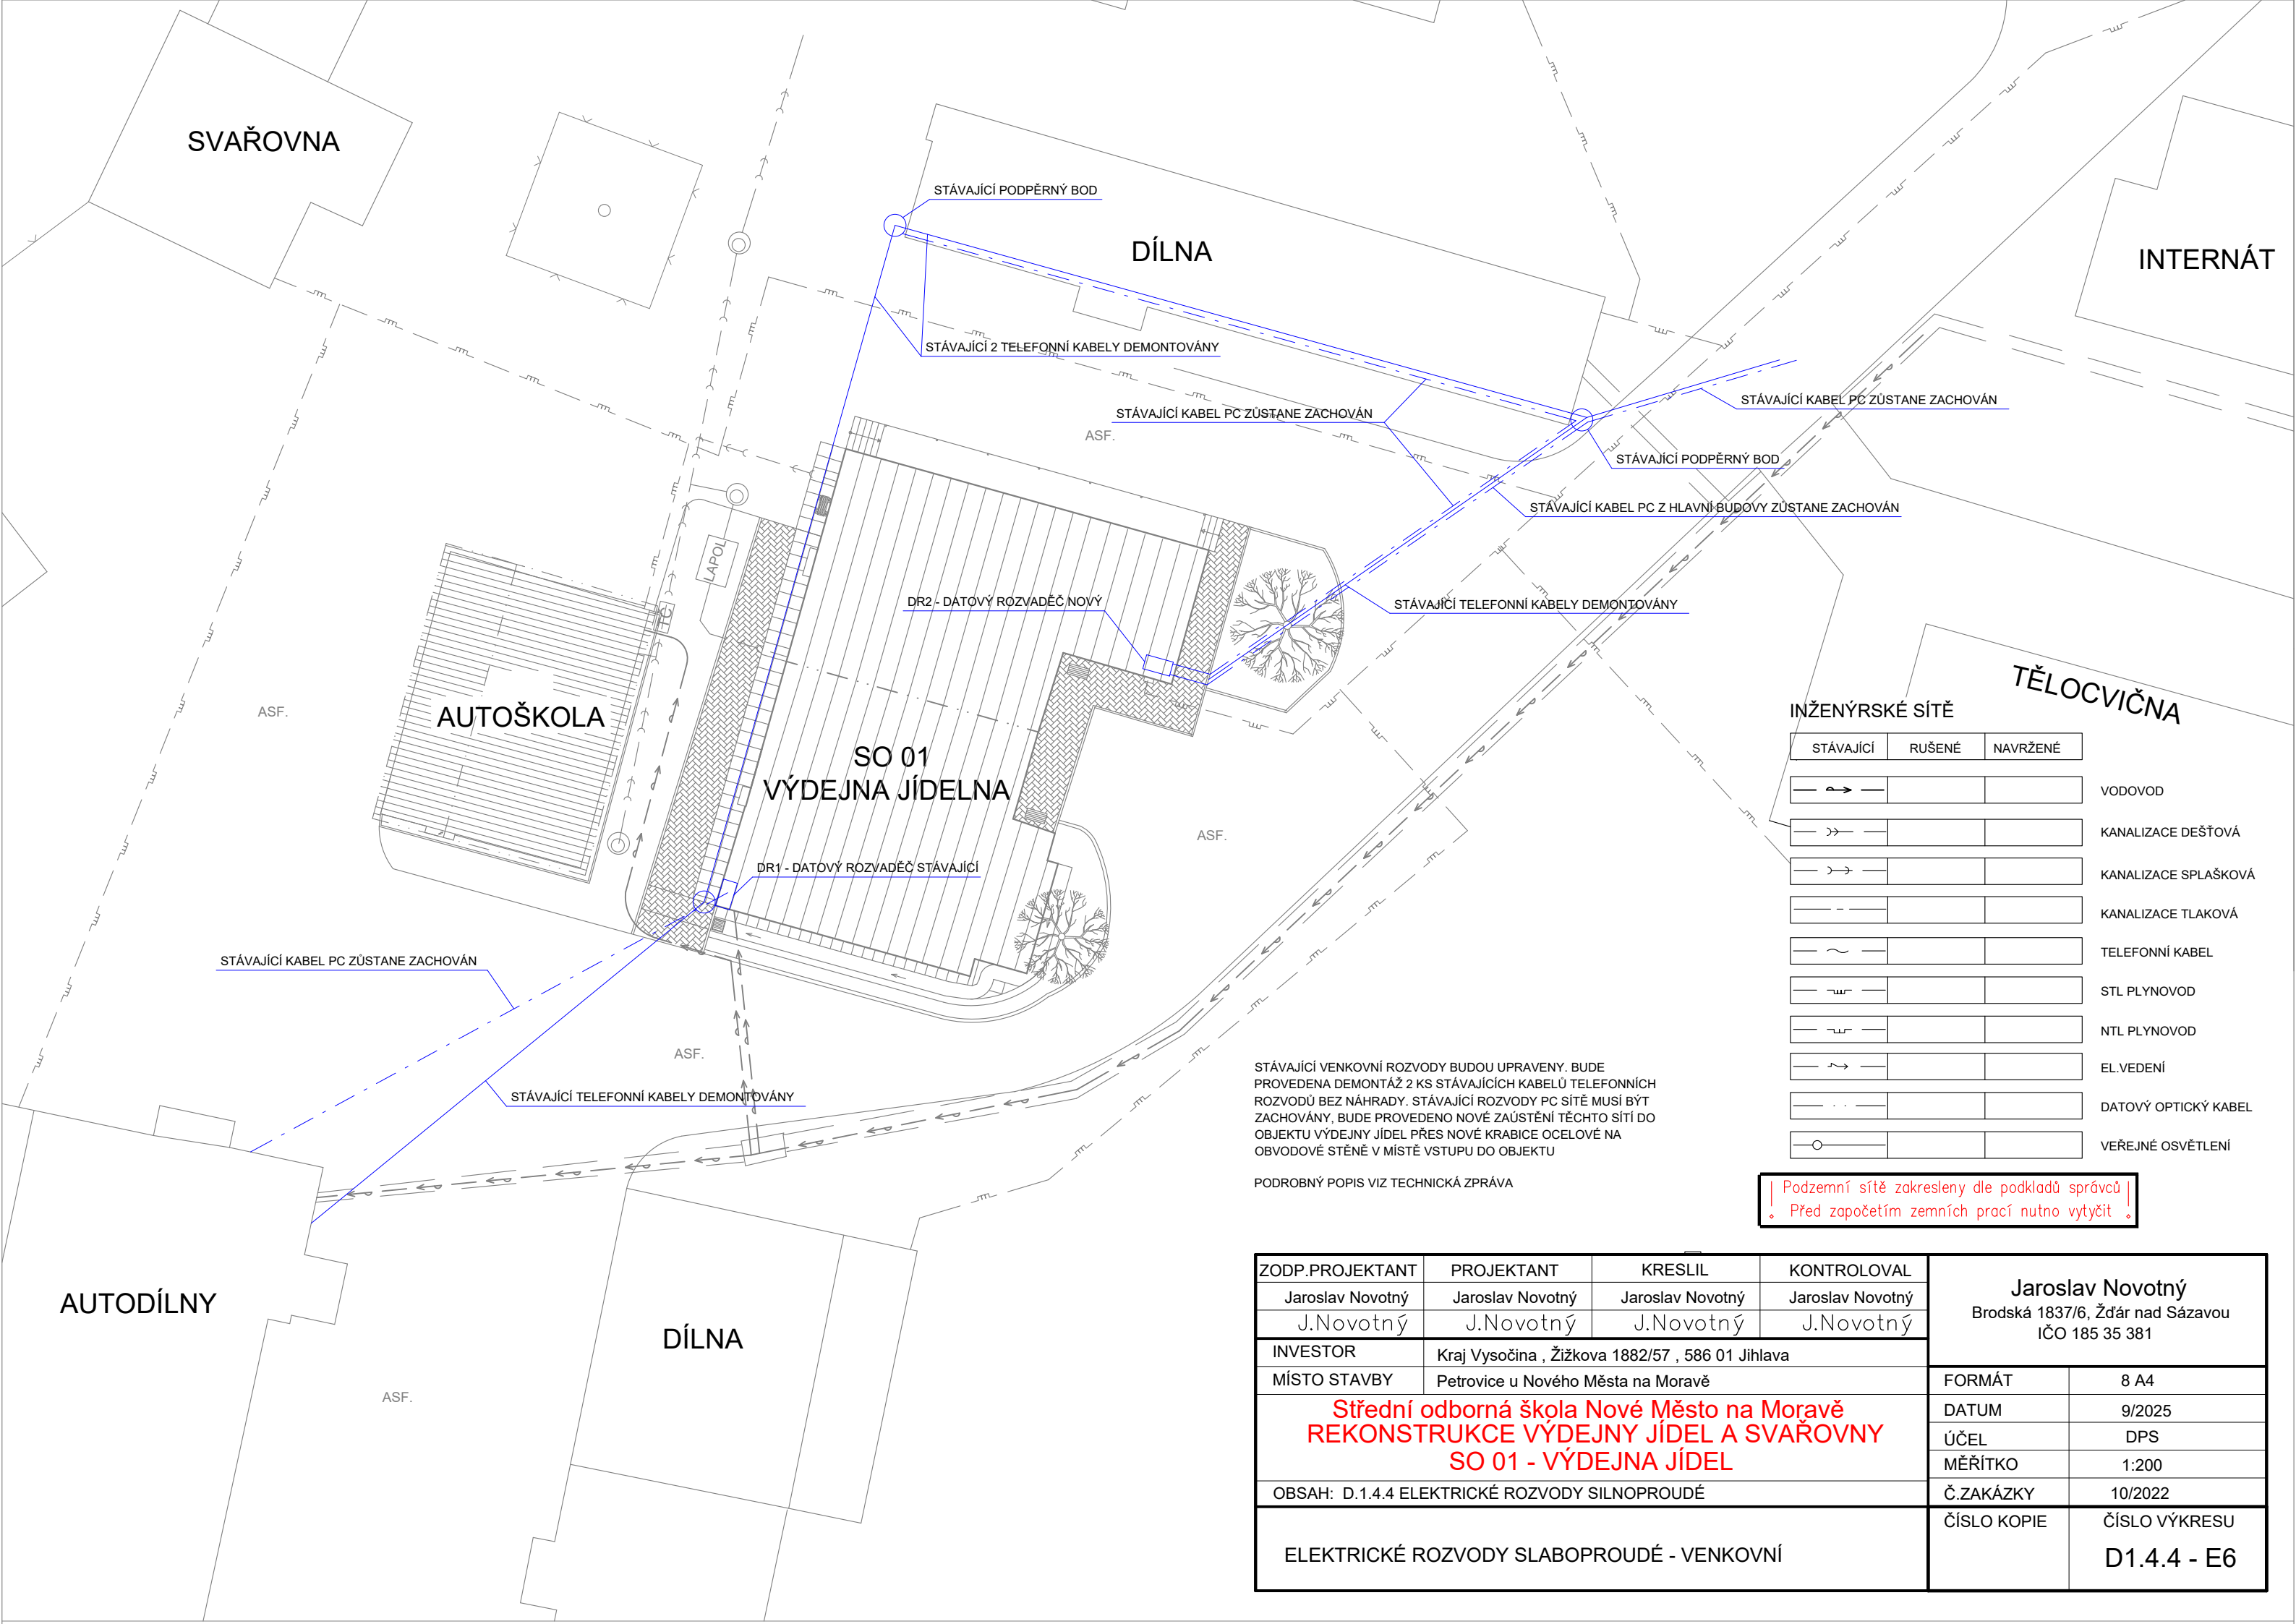 SVAŘOVNA
STÁVAJÍCÍ PODPĚRNÝ BOD
DÍLNA
INTERNÁT
STÁVAJÍCÍ 2 TELEFONNÍ KABELY DEMONTOVÁNY
STÁVAJÍCÍ KABEL PC ZŮSTANE ZACHOVÁN
STÁVAJÍCÍ KABEL PC ZŮSTANE ZACHOVÁN
ASF.
STÁVAJÍCÍ PODPĚRNÝ BOD
STÁVAJÍCÍ KABEL PC Z HLAVNÍ BUDOVY ZŮSTANE ZACHOVÁN
LAPOL
TČ
DR2 - DATOVÝ ROZVADĚČ NOVÝ
STÁVAJÍCÍ TELEFONNÍ KABELY DEMONTOVÁNY
ASF.
AUTOŠKOLA
SO 01
VÝDEJNA JÍDELNA
ASF.
DR1 - DATOVÝ ROZVADĚČ STÁVAJÍCÍ
STÁVAJÍCÍ KABEL PC ZŮSTANE ZACHOVÁN
ASF.
STÁVAJÍCÍ TELEFONNÍ KABELY DEMONTOVÁNY
AUTODÍLNY
DÍLNA
ASF.
TĚLOCVIČNA
INŽENÝRSKÉ SÍTĚ
STÁVAJÍCÍ RUŠENÉ NAVRŽENÉ
VODOVOD
KANALIZACE DEŠŤOVÁ
KANALIZACE SPLAŠKOVÁ
KANALIZACE TLAKOVÁ
TELEFONNÍ KABEL
STL PLYNOVOD
NTL PLYNOVOD
EL.VEDENÍ
DATOVÝ OPTICKÝ KABEL
VEŘEJNÉ OSVĚTLENÍ
STÁVAJÍCÍ VENKOVNÍ ROZVODY BUDOU UPRAVENY. BUDE
PROVEDENA DEMONTÁŽ 2 KS STÁVAJÍCÍCH KABELŮ TELEFONNÍCH
ROZVODŮ BEZ NÁHRADY. STÁVAJÍCÍ ROZVODY PC SÍTĚ MUSÍ BÝT
ZACHOVÁNY, BUDE PROVEDENO NOVÉ ZAÚSTĚNÍ TĚCHTO SÍTÍ DO
OBJEKTU VÝDEJNY JÍDEL PŘES NOVÉ KRABICE OCELOVÉ NA
OBVODOVÉ STĚNĚ V MÍSTĚ VSTUPU DO OBJEKTU
PODROBNÝ POPIS VIZ TECHNICKÁ ZPRÁVA
Podzemní sítě zakresleny dle podkladů správců
Před započetím zemních prací nutno vytyčit
ZODP.PROJEKTANT PROJEKTANT KRESLIL KONTROLOVAL
Jaroslav Novotný Jaroslav Novotný Jaroslav Novotný Jaroslav Novotný
J.Novotný J.Novotný J.Novotný J.Novotný
Jaroslav Novotný
Brodská 1837/6, Žďár nad Sázavou
IČO 185 35 381
INVESTOR Kraj Vysočina , Žižkova 1882/57 , 586 01 Jihlava
MÍSTO STAVBY Petrovice u Nového Města na Moravě
Střední odborná škola Nové Město na Moravě
REKONSTRUKCE VÝDEJNY JÍDEL A SVAŘOVNY
SO 01 - VÝDEJNA JÍDEL
OBSAH: D.1.4.4 ELEKTRICKÉ ROZVODY SILNOPROUDÉ
ELEKTRICKÉ ROZVODY SLABOPROUDÉ - VENKOVNÍ
FORMÁT 8 A4
DATUM 9/2025
ÚČEL DPS
MĚŘÍTKO 1:200
Č.ZAKÁZKY 10/2022
ČÍSLO KOPIE ČÍSLO VÝKRESU
D1.4.4 - E6